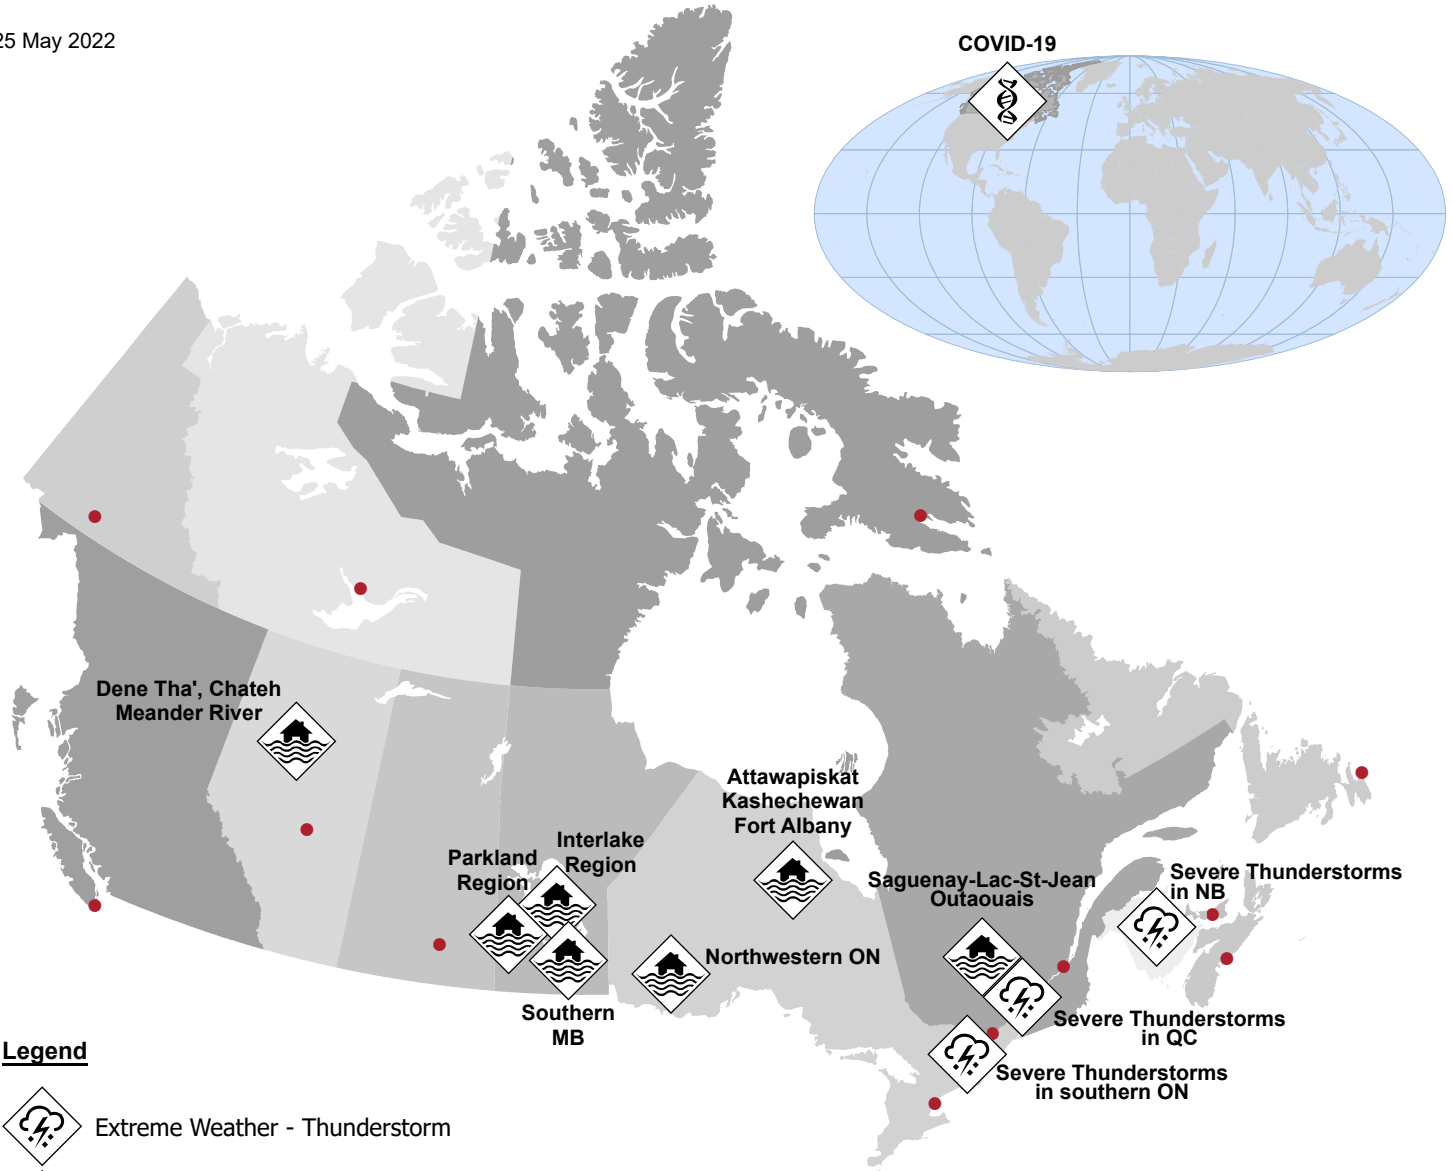 25 May 2022
COVID-19
Dene Tha', Chateh
Meander River
Attawapiskat
Kashechewan
Fort Albany
Interlake
Region
Parkland
Region
Saguenay-Lac-St-Jean
Outaouais
Severe Thunderstorms
in NB
Northwestern ON
Southern
MB
Severe Thunderstorms
in QC
Severe Thunderstorms
in southern ON
Legend
Extreme Weather - Thunderstorm